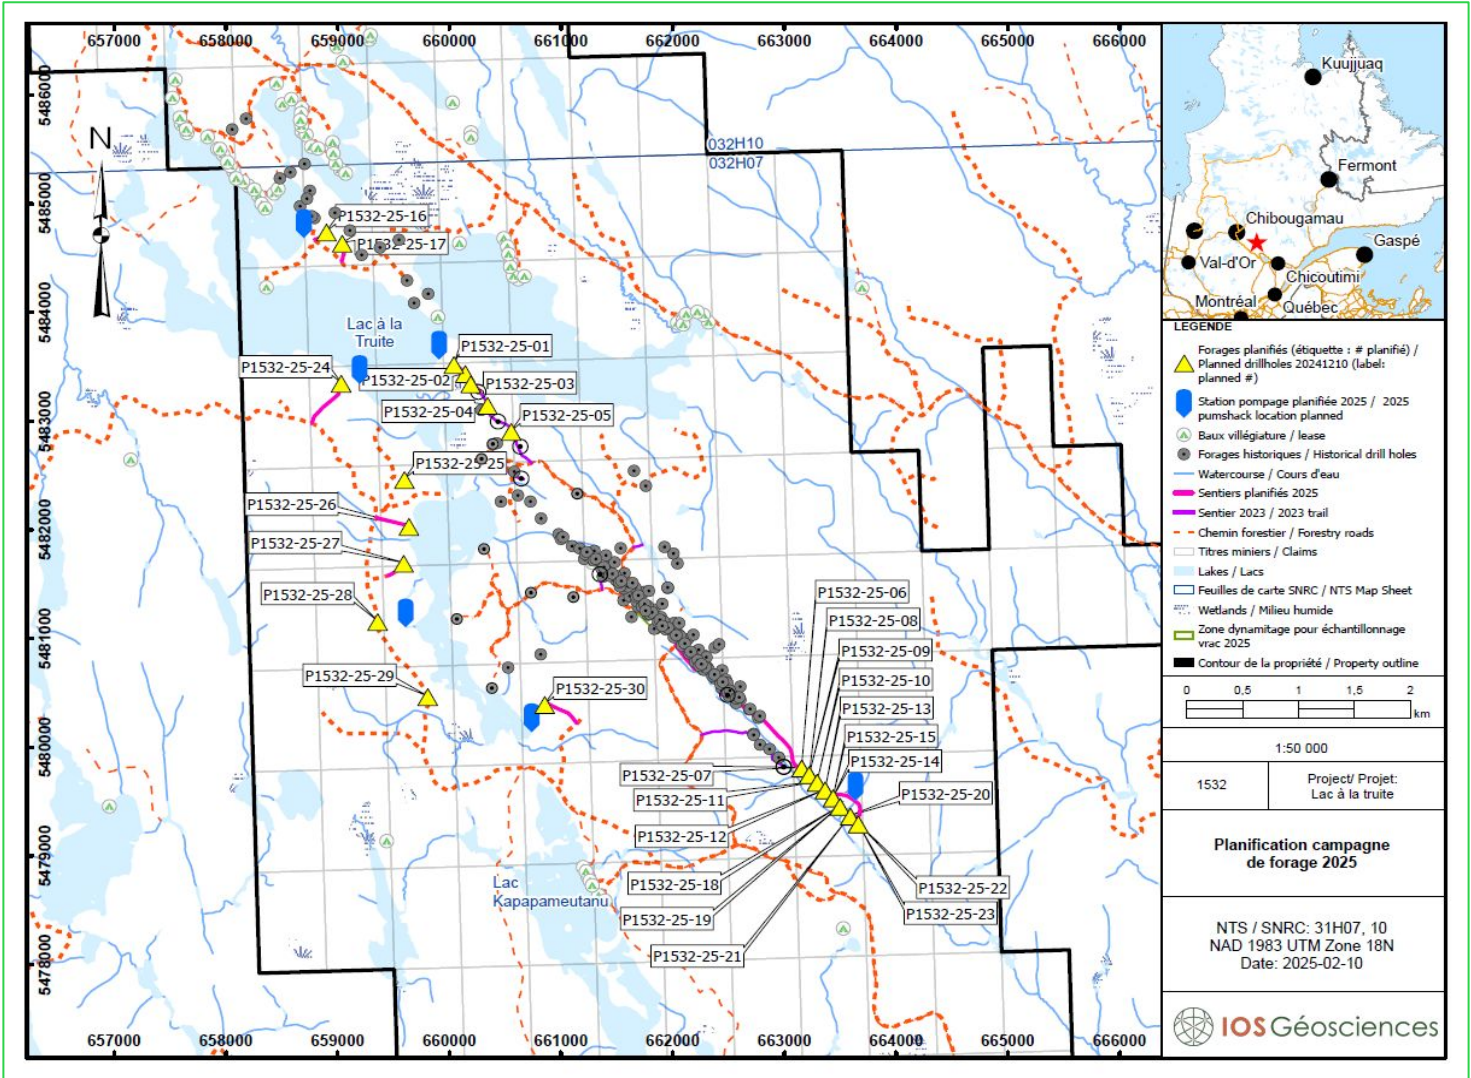 657000 658000 659000 660000 661000 662000 663000 664000 665000 666000
5486000
5485000
5484000
5483000
5482000
5481000
5480000
5479000
5478000
N
032H10
032H07
P1532-25-16
P1532-25-17
Lac à la
Truite
P1532-25-01
P1532-25-24
P1532-25-02
P1532-25-03
P1532-25-04
P1532-25-05
P1532-25-25
P1532-25-26
P1532-25-27
P1532-25-28
P1532-25-29
P1532-25-30
P1532-25-06
P1532-25-08
P1532-25-09
P1532-25-10
P1532-25-13
P1532-25-15
P1532-25-14
P1532-25-07
P1532-25-11
P1532-25-20
P1532-25-12
P1532-25-18
P1532-25-22
P1532-25-19
P1532-25-23
P1532-25-21
Lac
Kapapameutanu
657000 658000 659000 660000 661000 662000 663000 664000 665000 666000
Kuujjuaq
Fermont
Chibougamau
Gaspé
Val-d'Or
Chicoutimi
Montréal
Québec
LEGENDE
Forages planifiés (étiquette : # planifié) /
Planned drillholes 20241210 (label:
planned #)
Station pompage planifiée 2025 / 2025
pumshack location planned
Baux villégiature / lease
Forages historiques / Historical drill holes
Watercourse / Cours d'eau
Sentiers planifiés 2025
Sentier 2023 / 2023 trail
Chemin forestier / Forestry roads
Titres miniers / Claims
Lakes / Lacs
Feuilles de carte SNRC / NTS Map Sheet
Wetlands / Milieu humide
Zone dynamitage pour échantillonnage
vrac 2025
Contour de la propriété / Property outline
0 0,5 1 1,5 2
km
1:50 000
1532
Project/ Projet:
Lac à la truite
Planification campagne
de forage 2025
NTS / SNRC: 31H07, 10
NAD 1983 UTM Zone 18N
Date: 2025-02-10
IOS Géosciences